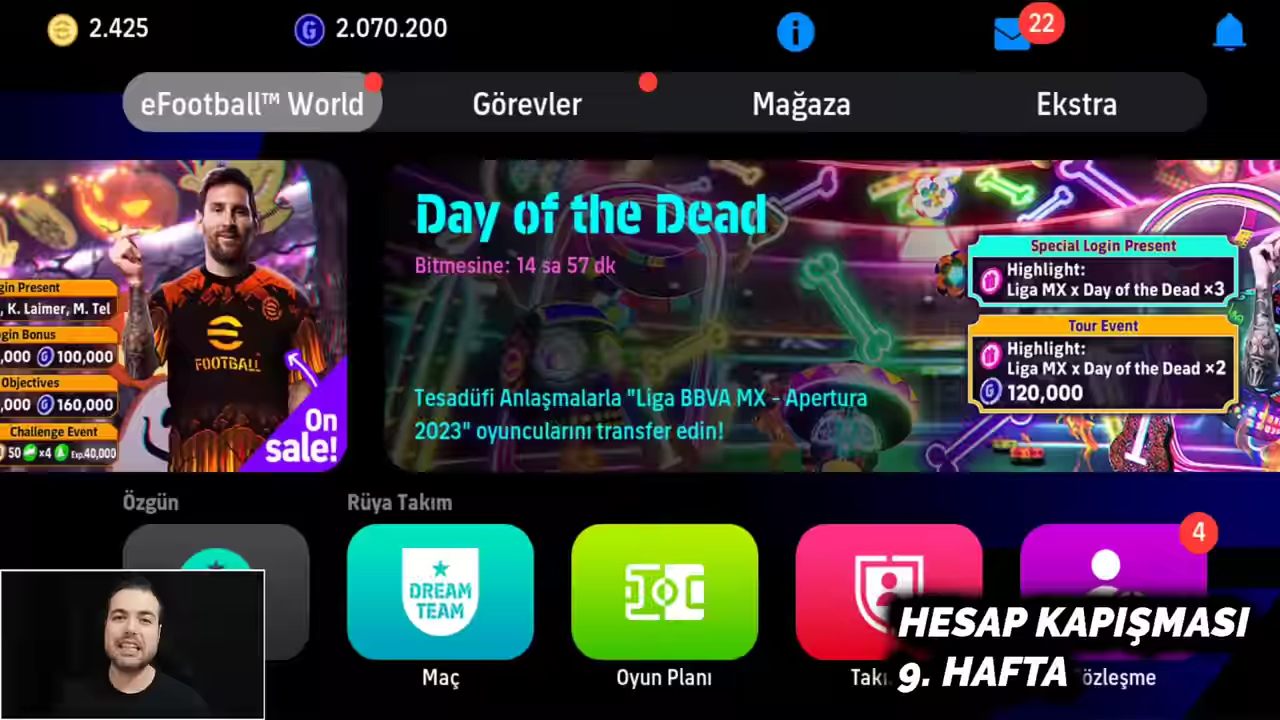 2.425
2.070.200
22
eFootball™ World
Görevler
Mağaza
Ekstra
gin Present
, K. Laimer, M. Tel
gin Bonus
,000 G 100,000
Objectives
,000 G 160,000
Challenge Event
50 ×4 Exp.40,000
FOOTBALL
On
sale!
Day of the Dead
Bitmesine: 14 sa 57 dk
Tesadüfi Anlaşmalarla "Liga BBVA MX - Apertura
2023" oyuncularını transfer edin!
Special Login Present
Highlight:
Liga MX x Day of the Dead ×3
Tour Event
Highlight:
Liga MX x Day of the Dead ×2
G 120,000
Özgün
Rüya Takım
4
DREAM
TEAM
Maç
Oyun Planı
Takı
özleşme
HESAP KAPIŞMASI
9. HAFTA